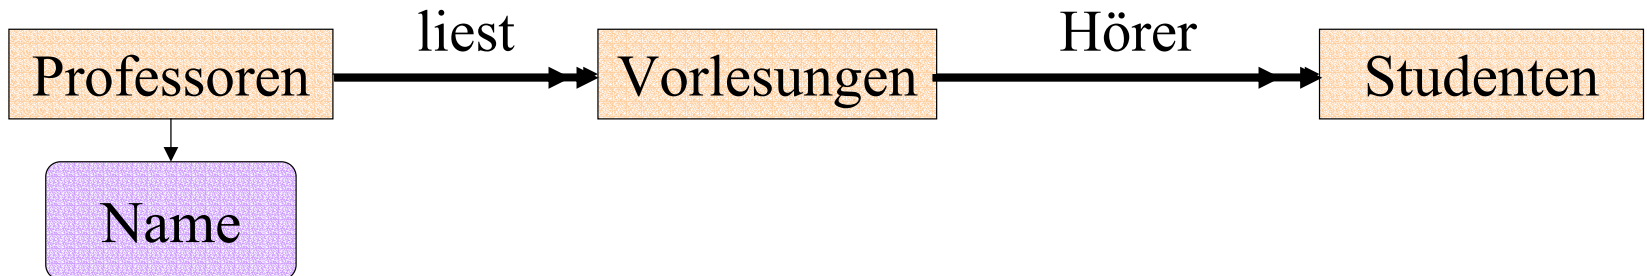 liest
Hörer
Professoren
Vorlesungen
Studenten
Name